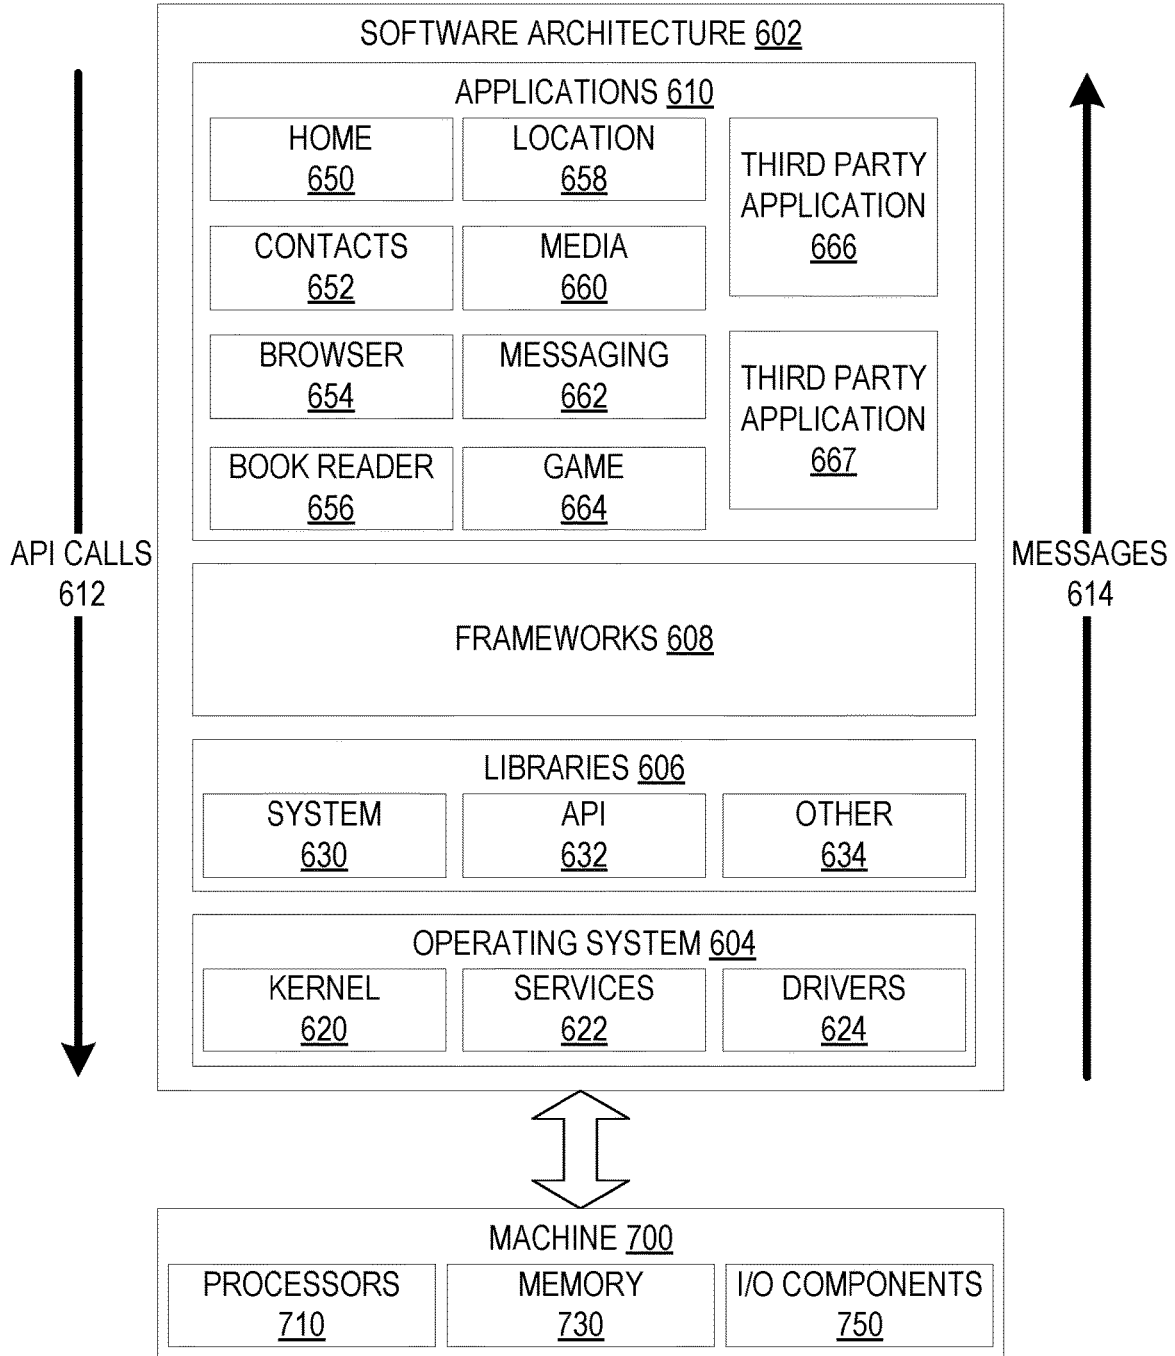 SOFTWARE ARCHITECTURE 602
APPLICATIONS 610
HOME
650
LOCATION
658
THIRD PARTY
APPLICATION
666
CONTACTS
652
MEDIA
660
BROWSER
654
MESSAGING
662
THIRD PARTY
APPLICATION
667
BOOK READER
656
GAME
664
API CALLS
612
MESSAGES
614
FRAMEWORKS 608
LIBRARIES 606
SYSTEM
630
API
632
OTHER
634
OPERATING SYSTEM 604
KERNEL
620
SERVICES
622
DRIVERS
624
MACHINE 700
PROCESSORS
710
MEMORY
730
I/O COMPONENTS
750